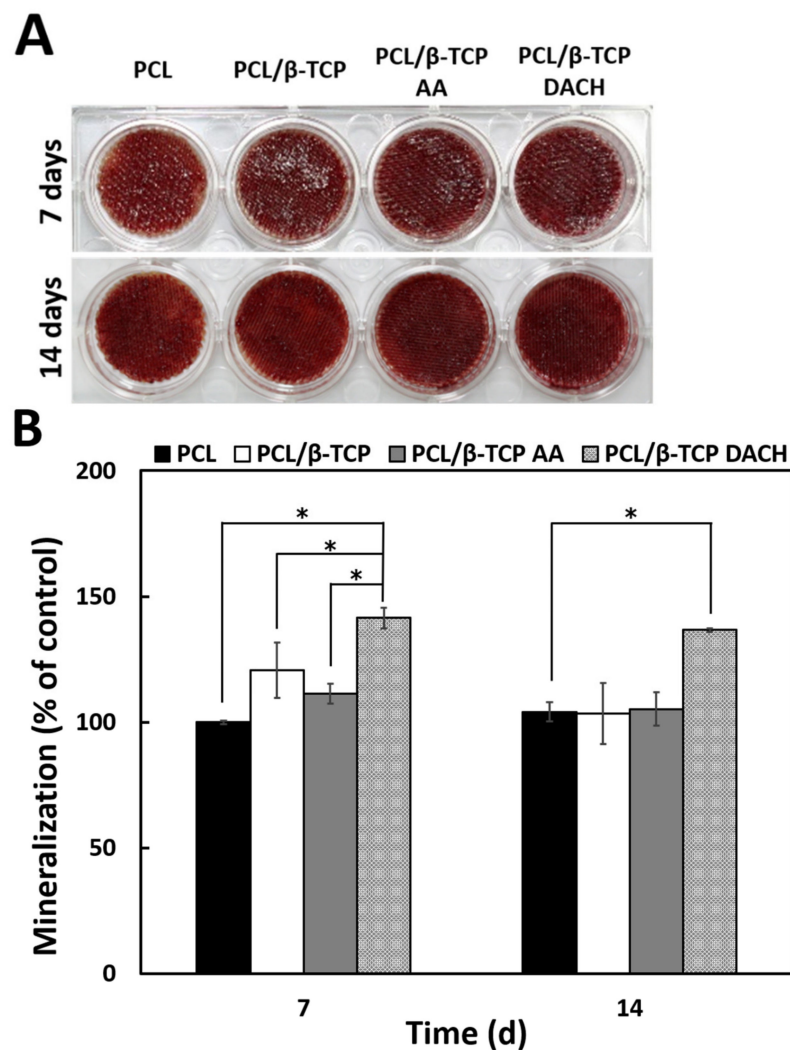 A
PCL
PCL/β-TCP
PCL/β-TCP
AA
PCL/β-TCP
DACH
7 days
14 days
B
PCL
PCL/β-TCP
PCL/β-TCP AA
PCL/β-TCP DACH
Mineralization (% of control)
200
150
100
50
0
*
*
*
*
7
14
Time (d)